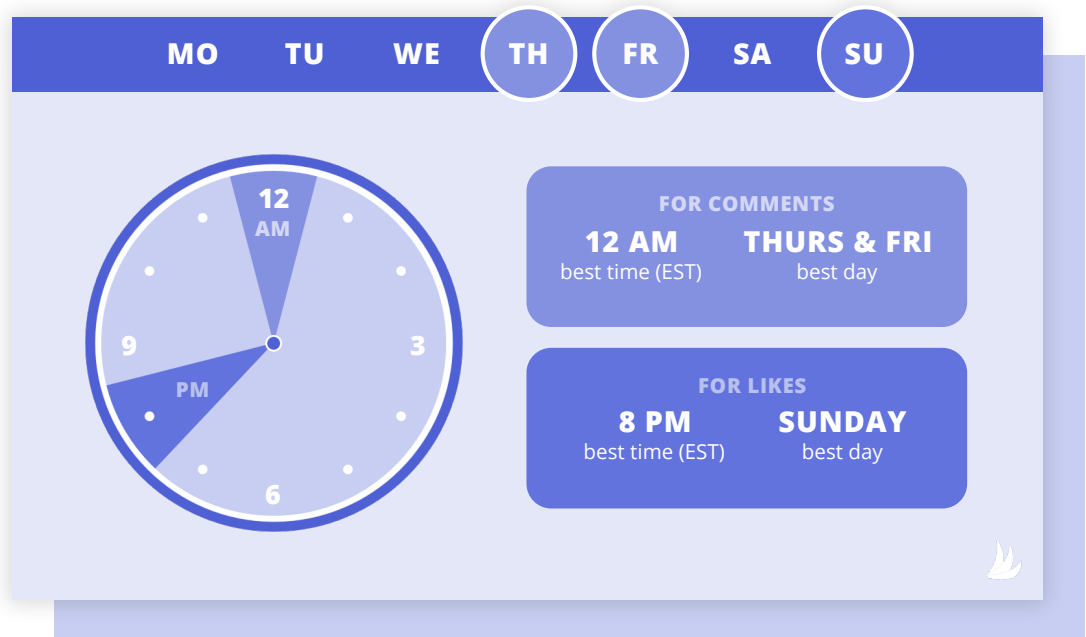 MO TU WE TH FR SA SU
12
AM
9
3
PM
6
FOR COMMENTS
12 AM THURS & FRI
best time (EST) best day
FOR LIKES
8 PM SUNDAY
best time (EST) best day